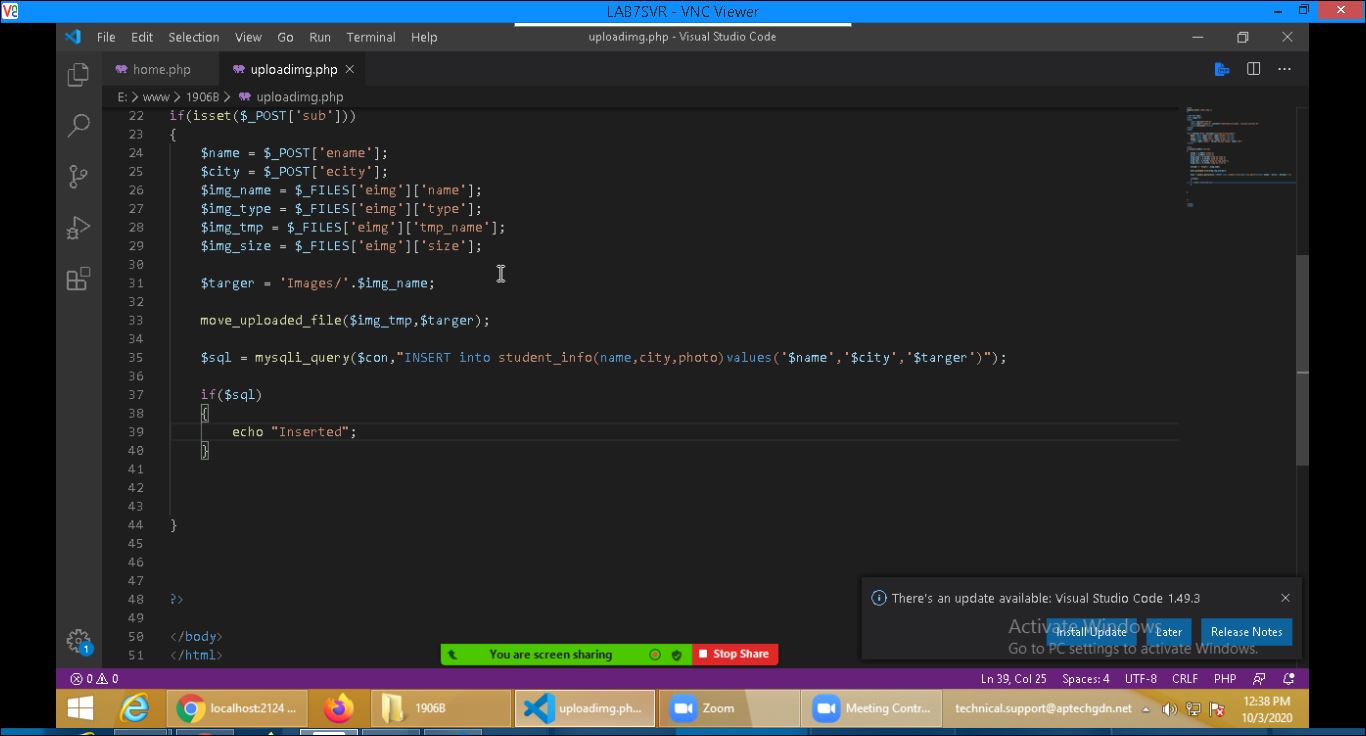 LAB7SVR - VNC Viewer
File Edit Selection View Go Run Terminal Help
uploadimg.php - Visual Studio Code
home.php
uploadimg.php
E: > www > 1906B > uploadimg.php
22 if(isset($_POST['sub']))
23 {
24 $name = $_POST['ename'];
25 $city = $_POST['ecity'];
26 $img_name = $_FILES['eimg']['name'];
27 $img_type = $_FILES['eimg']['type'];
28 $img_tmp = $_FILES['eimg']['tmp_name'];
29 $img_size = $_FILES['eimg']['size'];
30
31 $targer = 'Images/'.$img_name;
32
33 move_uploaded_file($img_tmp,$targer);
34
35 $sql = mysqli_query($con,"INSERT into student_info(name,city,photo)values('$name','$city','$targer')");
36
37 if($sql)
38 {
39 echo "Inserted";
40 }
41
42
43
44 }
45
46
47
48 ?>
49
50 </body>
51 </html>
There's an update available: Visual Studio Code 1.49.3
Activate Windows
Install Update Later Release Notes
Go to PC settings to activate Windows.
You are screen sharing Stop Share
1
0 0
Ln 39, Col 25 Spaces: 4 UTF-8 CRLF PHP
localhost:2124 ...
1906B
uploadimg.ph...
Zoom
Meeting Contr...
technical.support@aptechgdn.net
12:38 PM
10/3/2020